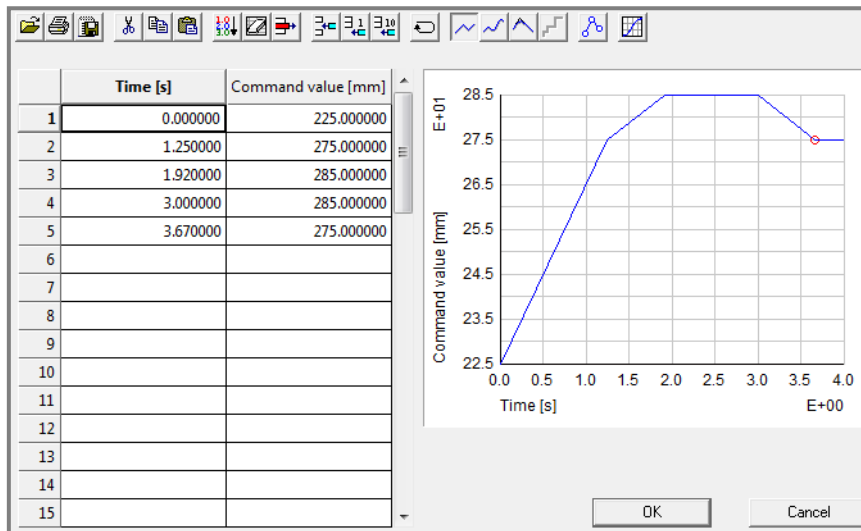 Time [s] Command value [mm]
1 0.000000 225.000000
2 1.250000 275.000000
3 1.920000 285.000000
4 3.000000 285.000000
5 3.670000 275.000000
6
7
8
9
10
11
12
13
14
15
E+01
Command value [mm]
28.5
27.5
26.5
25.5
24.5
23.5
22.5
0.0 0.5 1.0 1.5 2.0 2.5 3.0 3.5 4.0
Time [s] E+00
OK Cancel